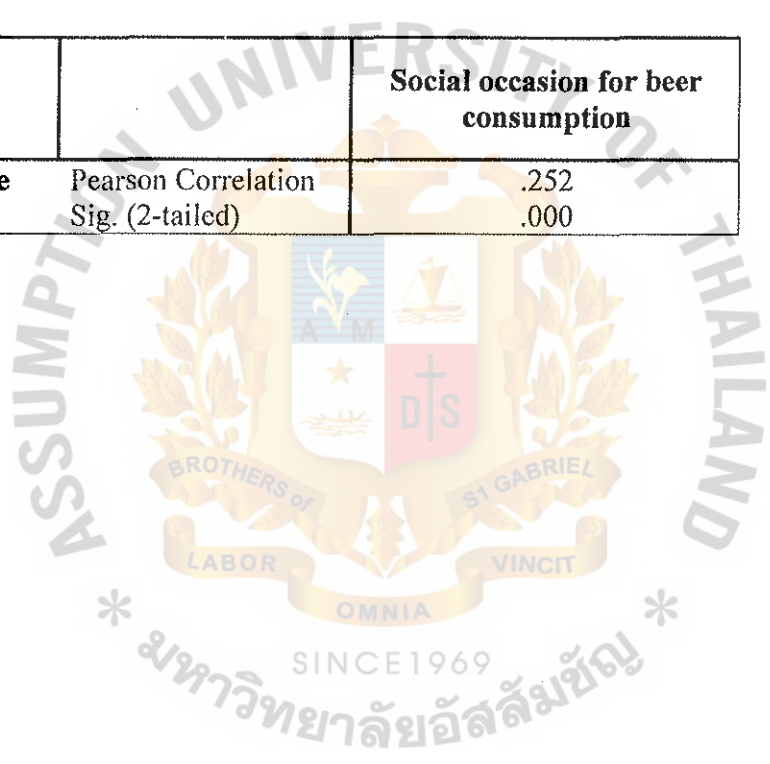 Social occasion for beer
consumption
e Pearson Correlation .252
Sig. (2-tailed) .000
ASSUMPTION UNIVERSITY OF THAILAND
A M
D S
BROTHERS of S1 GABRIEL
LABOR VINCIT
OMNIA
* SINCE1969 *
มหาวิทยาลัยอัสสัมชัญ